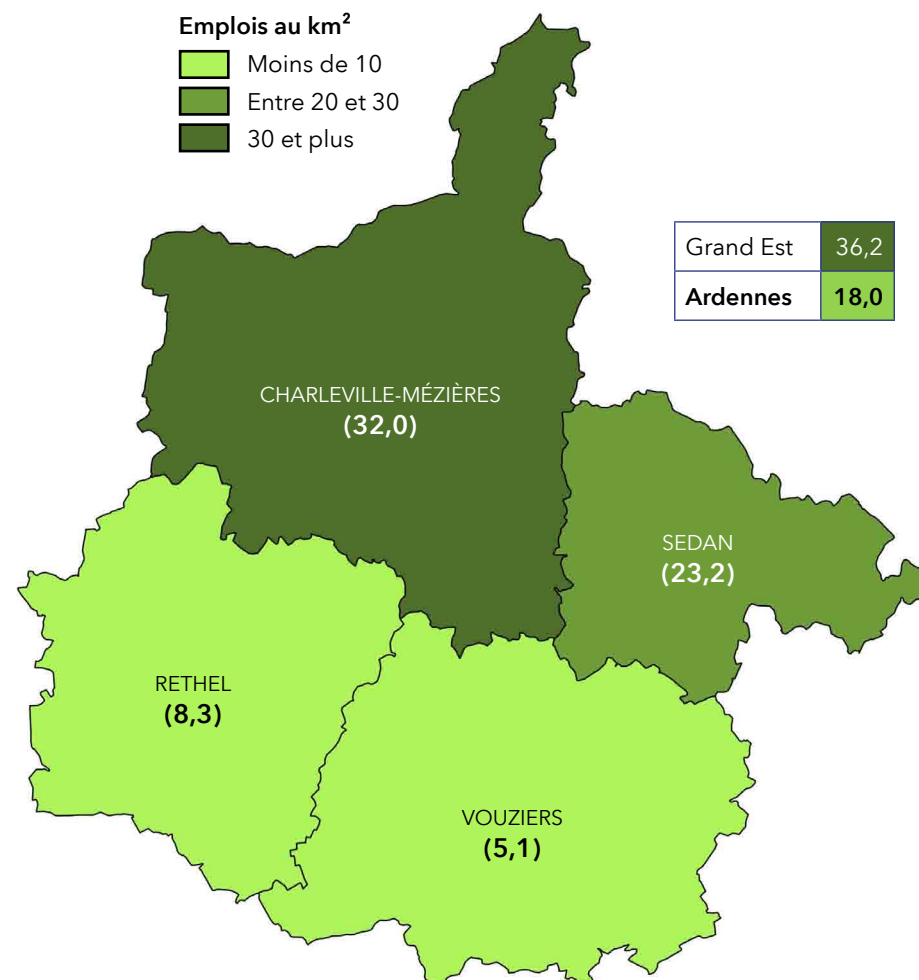 Emplois au km²
Moins de 10
Entre 20 et 30
30 et plus
Grand Est 36,2
Ardennes 18,0
CHARLEVILLE-MÉZIÈRES
(32,0)
SEDAN
(23,2)
RETHEL
(8,3)
VOUZIERS
(5,1)